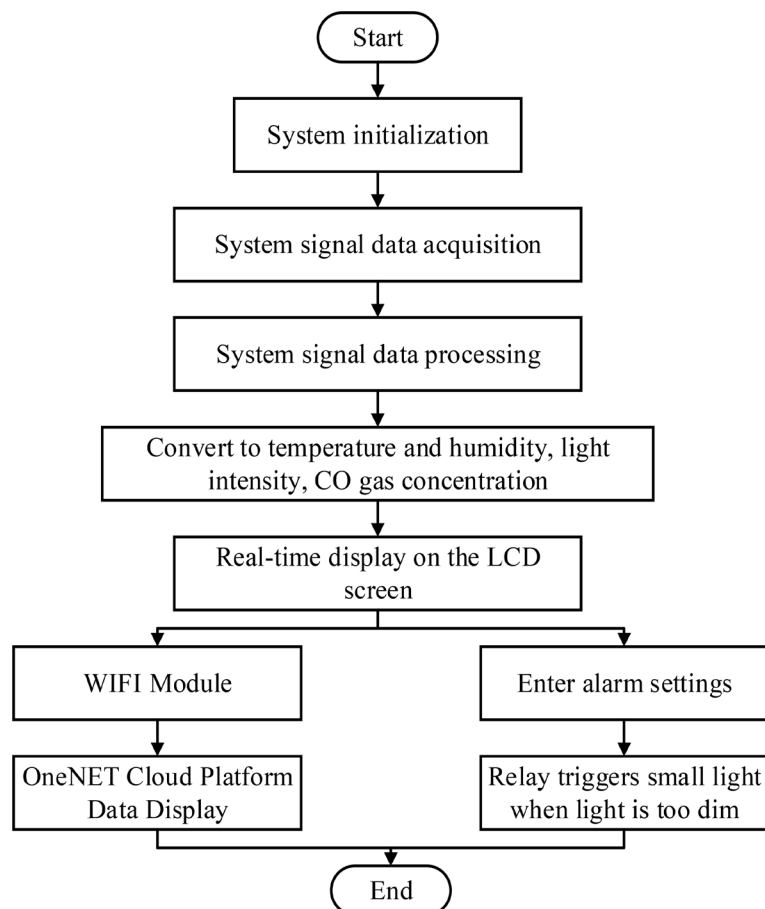 Start
System initialization
System signal data acquisition
System signal data processing
Convert to temperature and humidity, light
intensity, CO gas concentration
Real-time display on the LCD
screen
WIFI Module
Enter alarm settings
OneNET Cloud Platform
Data Display
Relay triggers small light
when light is too dim
End